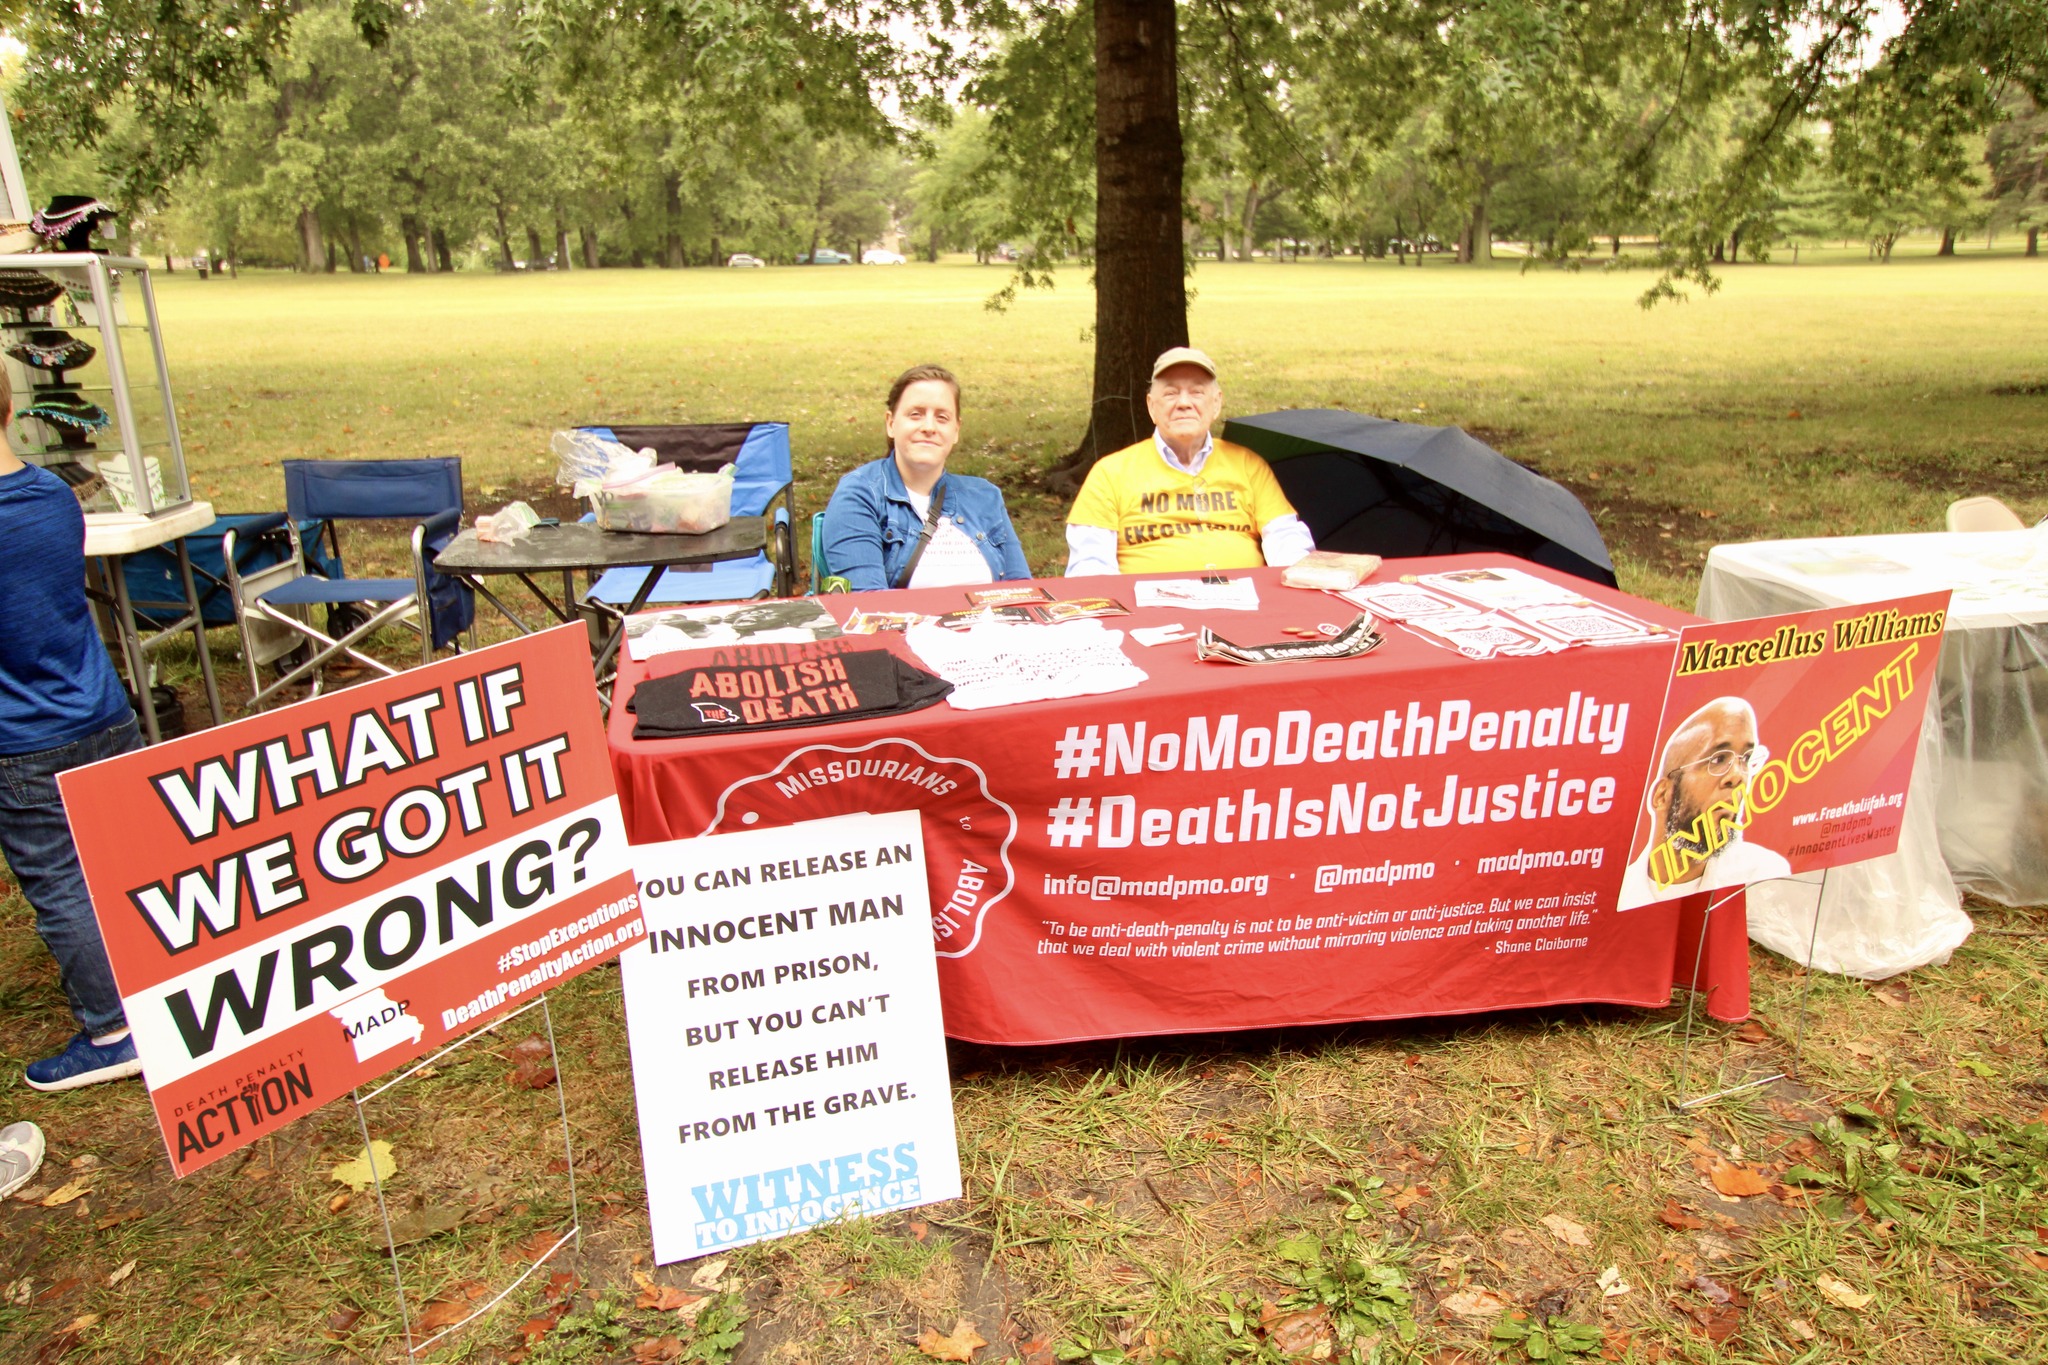 WHAT IF
WE GOT IT
WRONG?
#StopExecutions
DeathPenaltyAction.org
MADP
DEATH PENALTY
ACTION
YOU CAN RELEASE AN
INNOCENT MAN
FROM PRISON,
BUT YOU CAN'T
RELEASE HIM
FROM THE GRAVE.
WITNESS
TO INNOCENCE
NO MORE
EXECUTIONS
ABOLISH
THE DEATH
MISSOURIANS
to
ABOLIS
#NoMoDeathPenalty
#DeathIsNotJustice
info@madpmo.org · @madpmo · madpmo.org
"To be anti-death-penalty is not to be anti-victim or anti-justice. But we can insist
that we deal with violent crime without mirroring violence and taking another life."
- Shane Claiborne
Marcellus Williams
INNOCENT
www.FreeKhaliifah.org
@madpmo
#InnocentLivesMatter